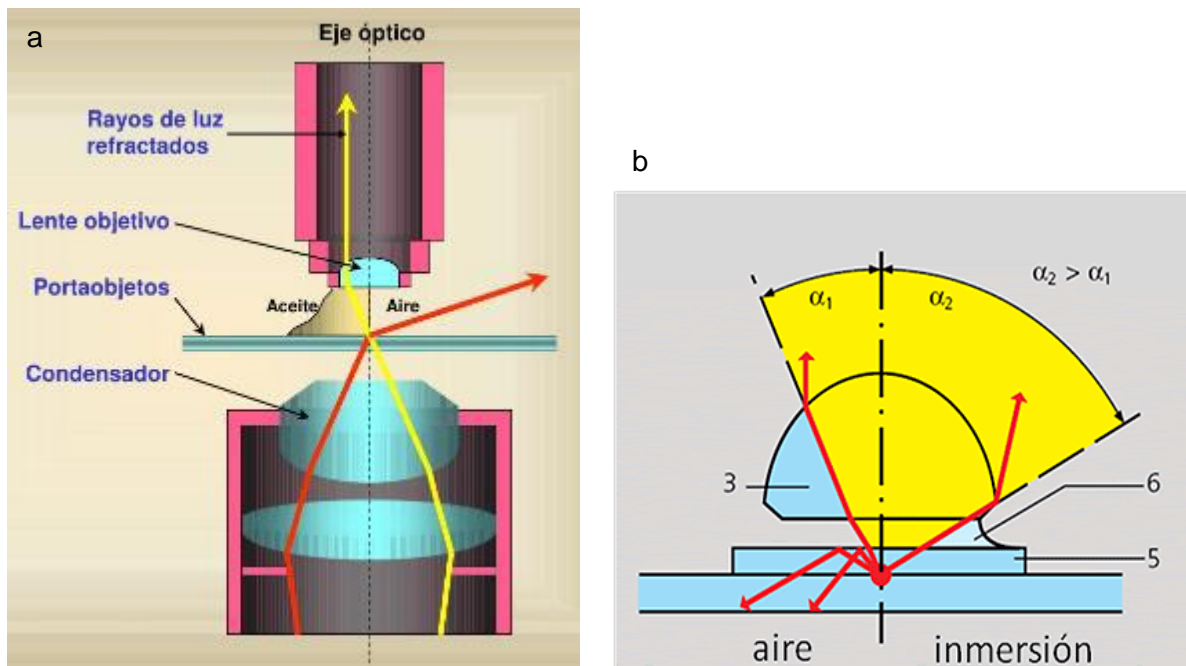 a
Eje óptico
Rayos de luz
refractados
Lente objetivo
Portaobjetos
Aceite
Aire
Condensador
b
α₁
α₂
α₂ > α₁
3
6
5
aire
inmersión